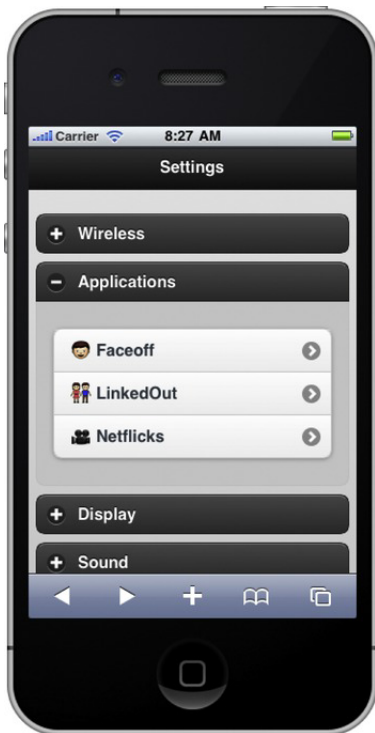 Carrier 8:27 AM
Settings
Wireless
Applications
Faceoff
LinkedOut
Netflicks
Display
Sound